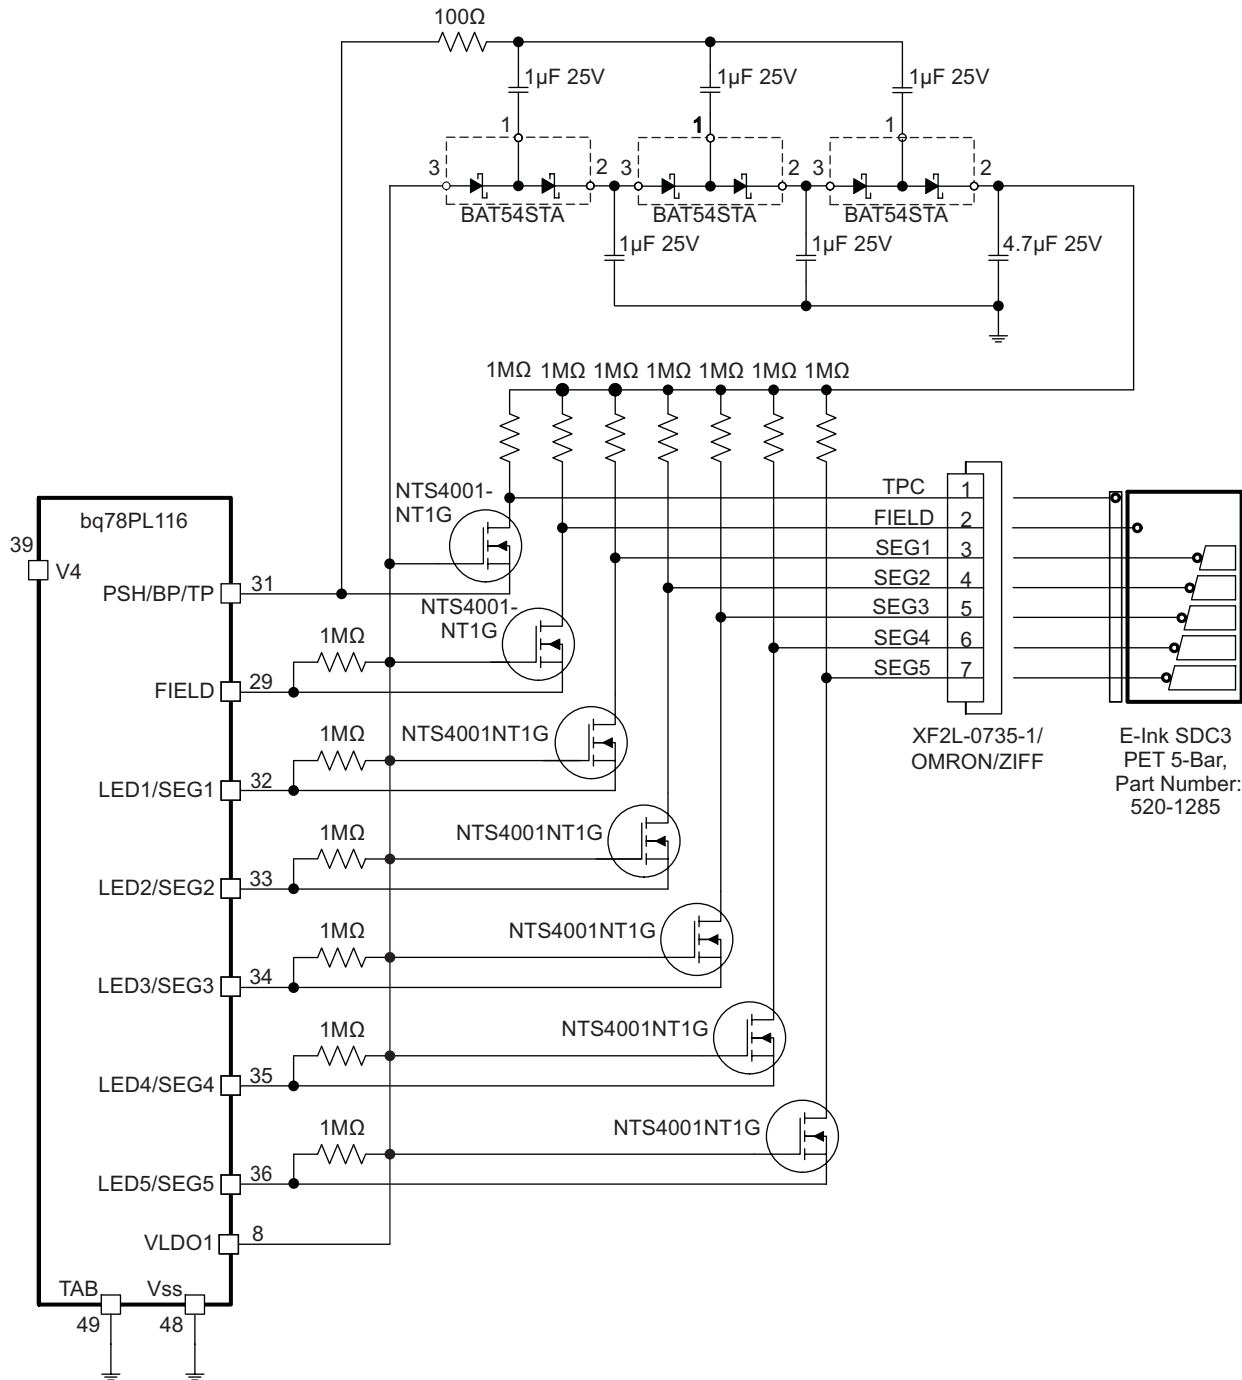 100Ω
1µF 25V 1µF 25V 1µF 25V
1 1 1
3 2 3 2 3 2
BAT54STA BAT54STA BAT54STA
1µF 25V 1µF 25V 4.7µF 25V
1MΩ 1MΩ 1MΩ 1MΩ 1MΩ 1MΩ 1MΩ
NTS4001-
NT1G
TPC 1
FIELD 2
SEG1 3
SEG2 4
SEG3 5
SEG4 6
SEG5 7
bq78PL116
39
V4
PSH/BP/TP 31
NTS4001-
NT1G
1MΩ
FIELD 29
XF2L-0735-1/
OMRON/ZIFF
E-Ink SDC3
PET 5-Bar,
Part Number:
520-1285
NTS4001NT1G
1MΩ
LED1/SEG1 32
NTS4001NT1G
1MΩ
LED2/SEG2 33
NTS4001NT1G
1MΩ
LED3/SEG3 34
NTS4001NT1G
1MΩ
LED4/SEG4 35
NTS4001NT1G
1MΩ
LED5/SEG5 36
VLDO1 8
TAB Vss
49 48